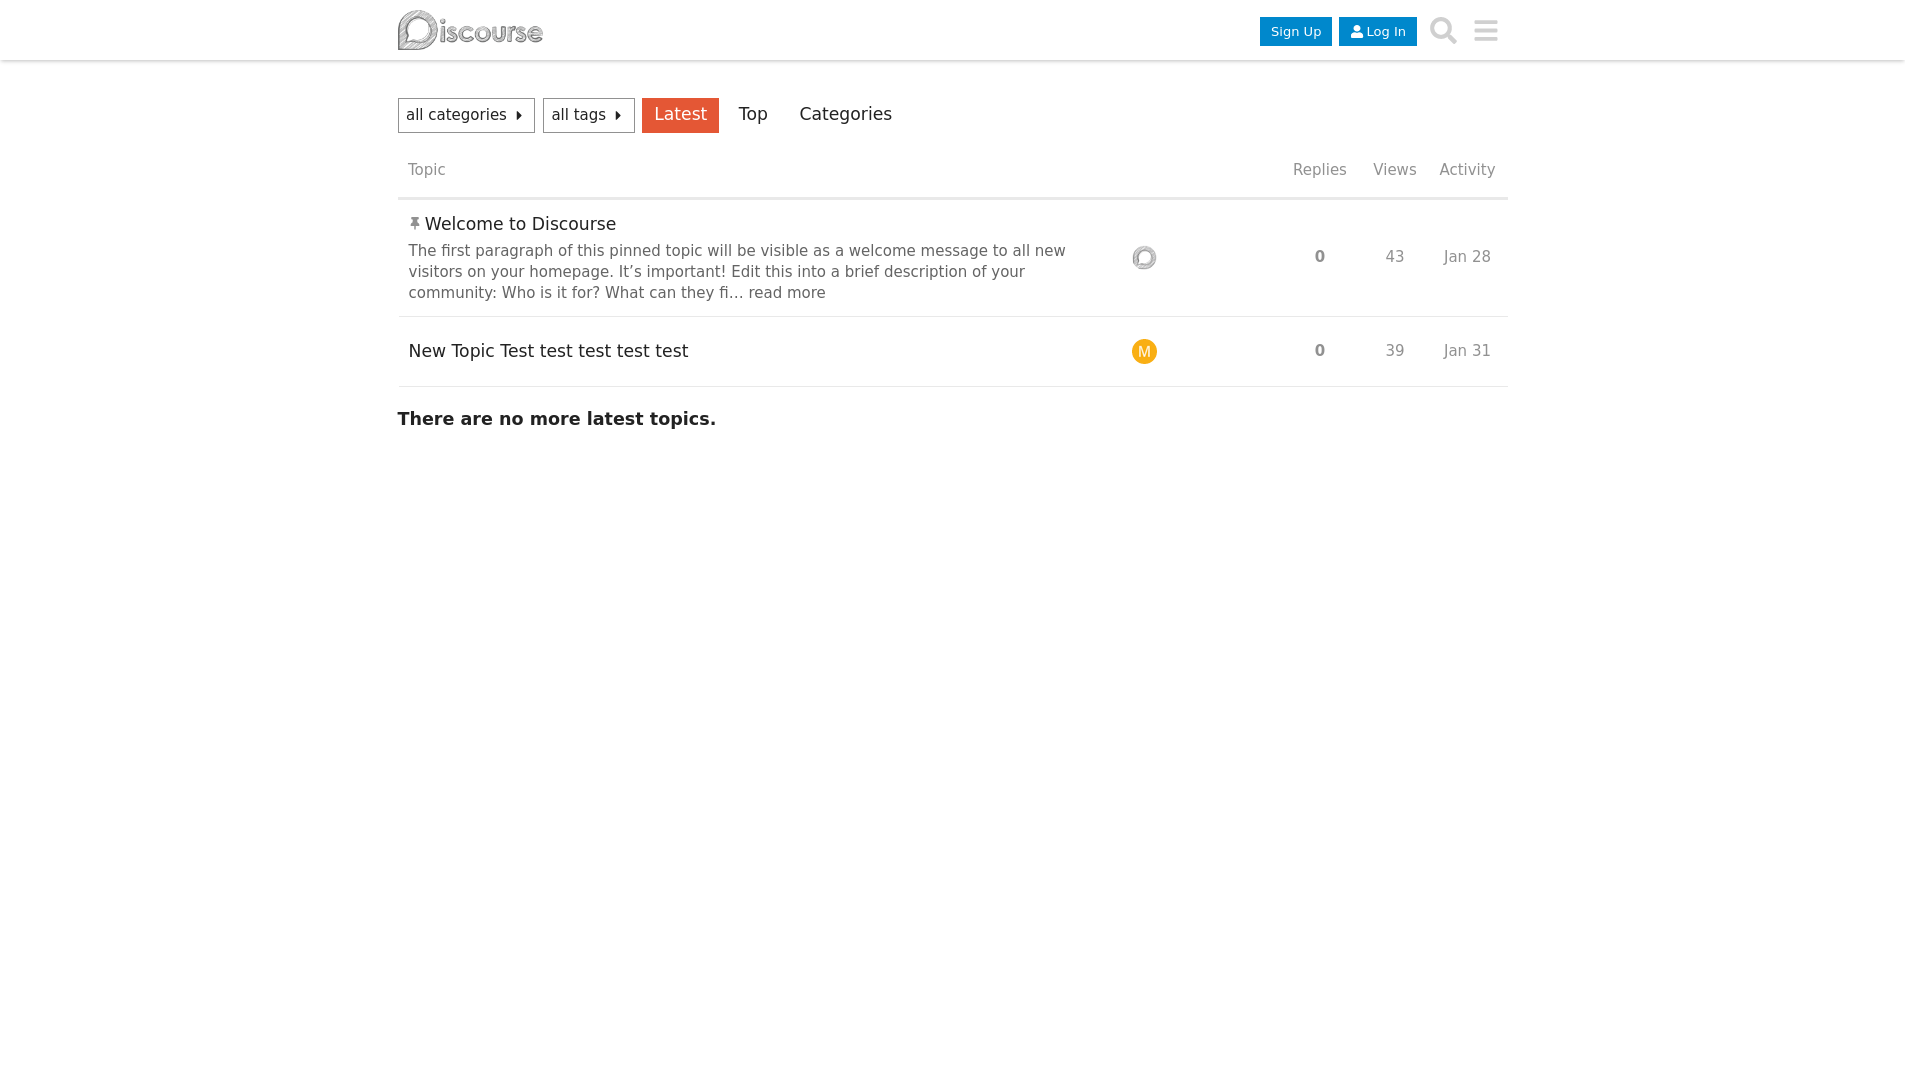 Discourse
Sign Up
Log In
all categories
all tags
Latest
Top
Categories
Topic
Replies
Views
Activity
Welcome to Discourse
The first paragraph of this pinned topic will be visible as a welcome message to all new
visitors on your homepage. It’s important! Edit this into a brief description of your
community: Who is it for? What can they fi… read more
0
43
Jan 28
New Topic Test test test test test
M
0
39
Jan 31
There are no more latest topics.